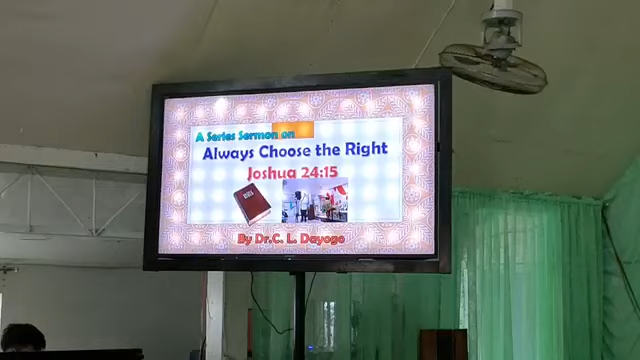 A Series Sermon on
Always Choose the Right
Joshua 24:15
By Dr.C. L. Dayogo